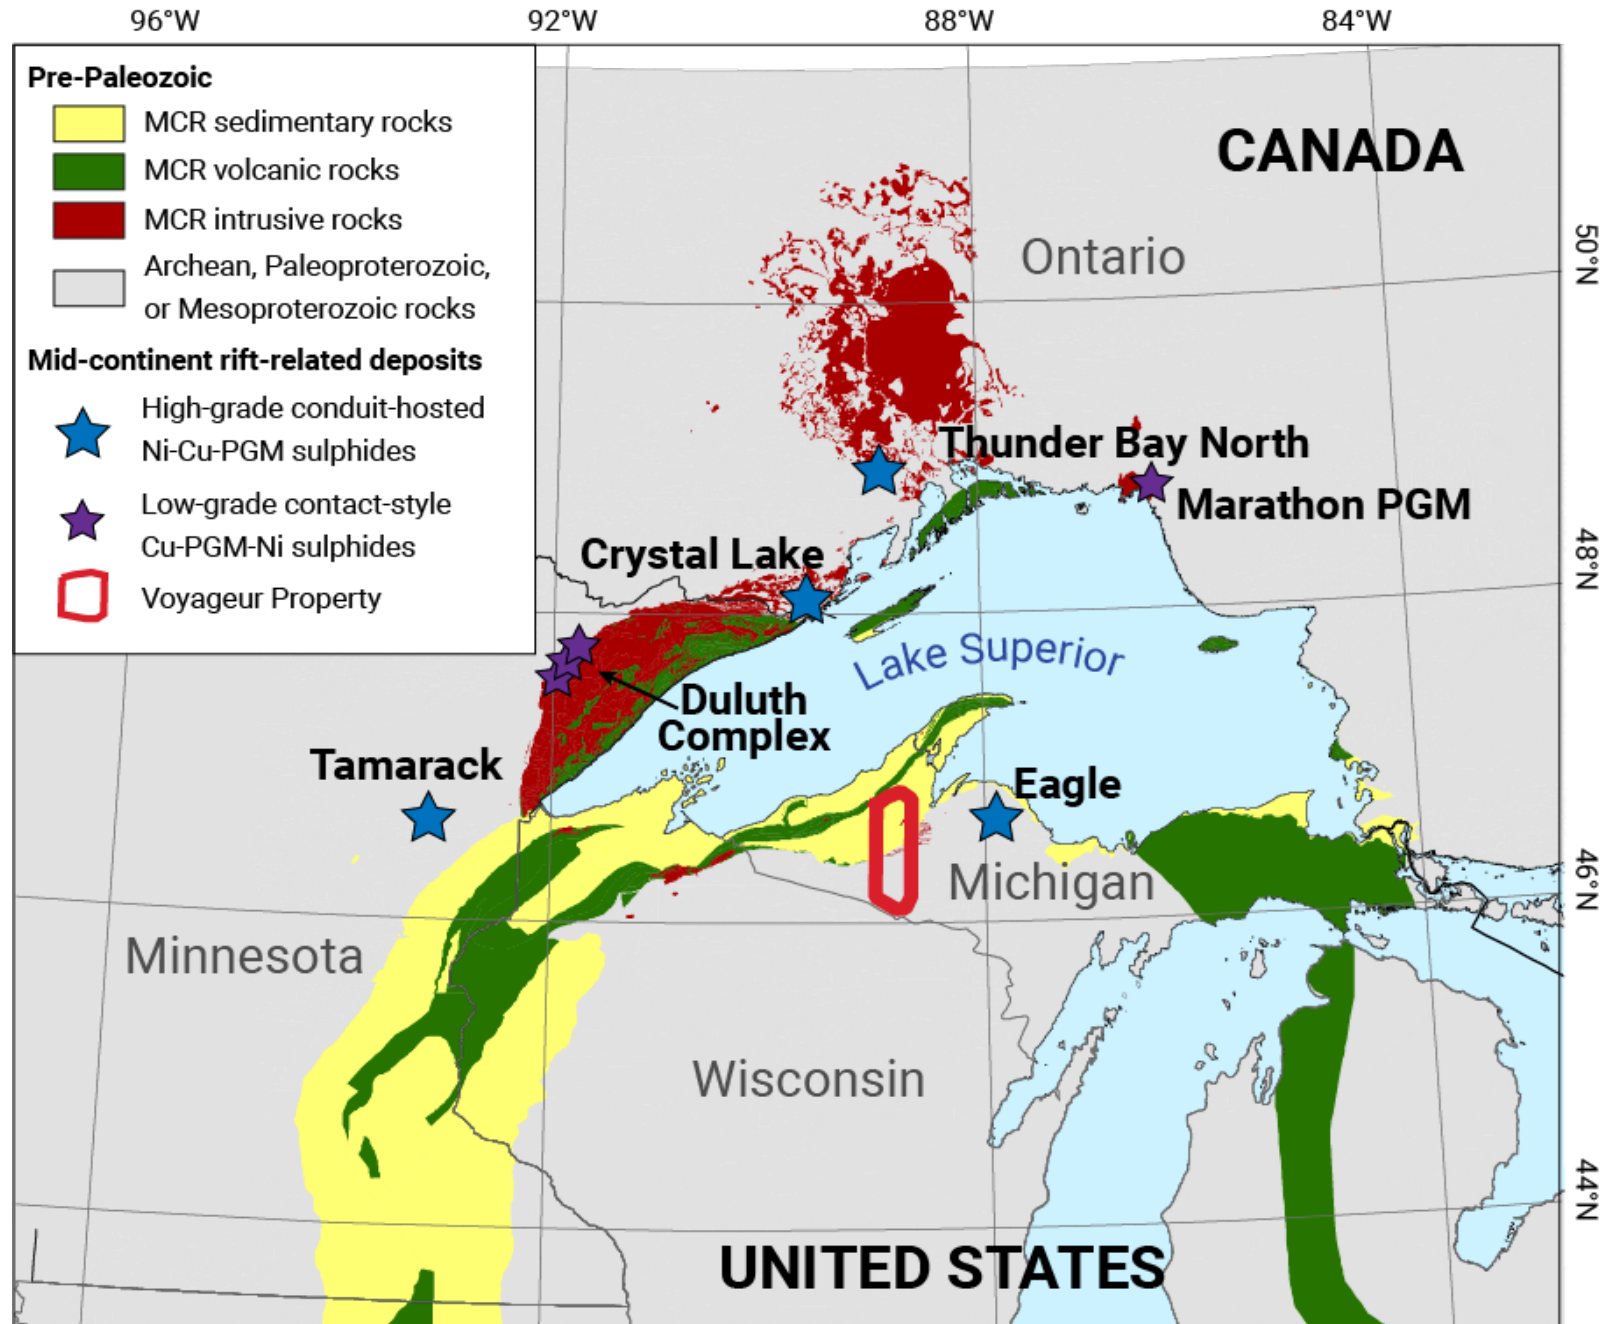 96°W 92°W 88°W 84°W
Pre-Paleozoic
MCR sedimentary rocks
MCR volcanic rocks
MCR intrusive rocks
Archean, Paleoproterozoic,
or Mesoproterozoic rocks
Mid-continent rift-related deposits
High-grade conduit-hosted
Ni-Cu-PGM sulphides
Low-grade contact-style
Cu-PGM-Ni sulphides
Voyageur Property
CANADA
Ontario
50°N
Thunder Bay North
Marathon PGM
Crystal Lake
48°N
Lake Superior
Duluth
Complex
Tamarack
Eagle
Michigan
46°N
Minnesota
Wisconsin
44°N
UNITED STATES